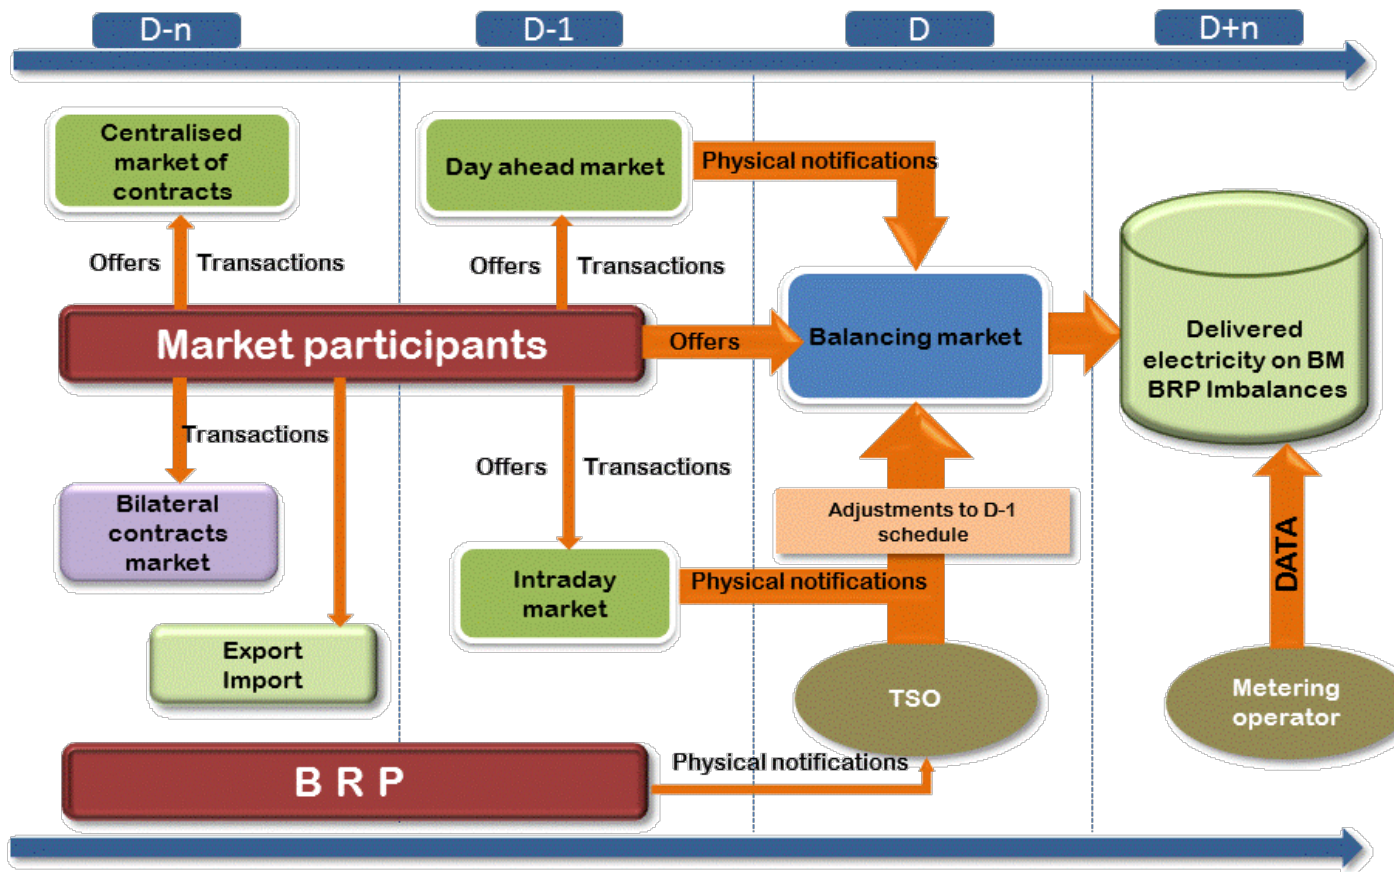 D-n
D-1
D
D+n
Centralised
market of
contracts
Day ahead market
Physical notifications
Offers
Transactions
Offers
Transactions
Market participants
Offers
Balancing market
Delivered
electricity on BM
BRP Imbalances
Transactions
Offers
Transactions
Bilateral
contracts
market
Adjustments to D-1
schedule
DATA
Intraday
market
Physical notifications
Export
Import
TSO
Metering
operator
B R P
Physical notifications